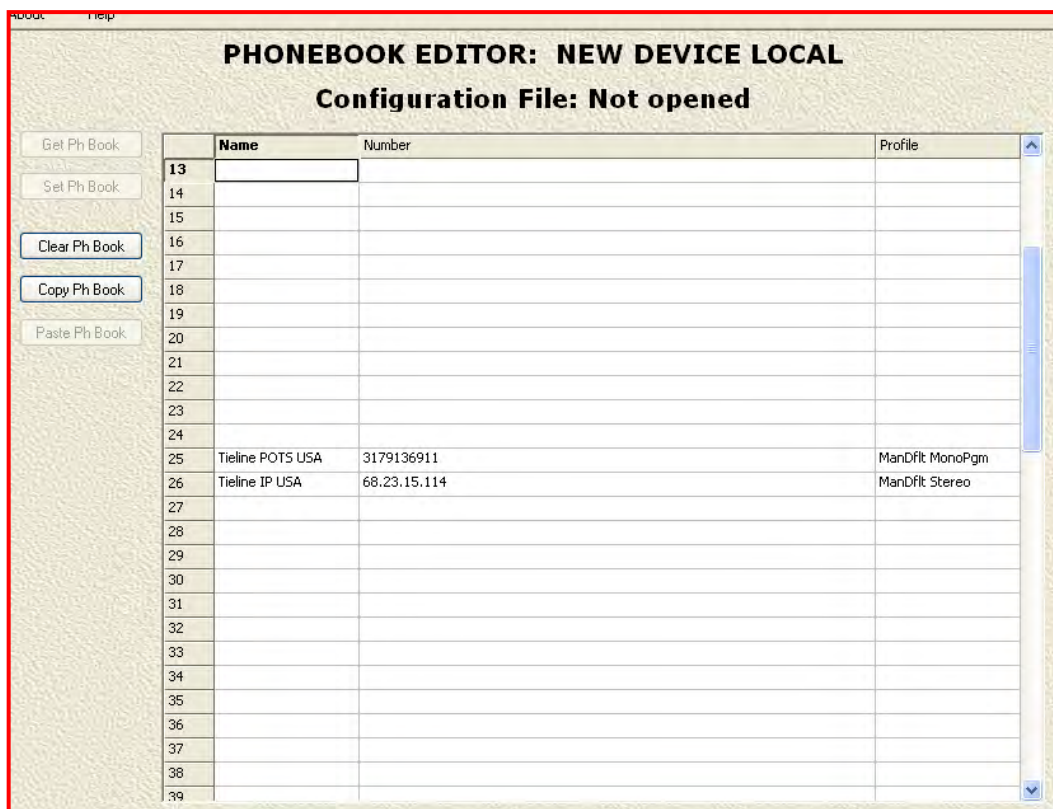 About Help
PHONEBOOK EDITOR: NEW DEVICE LOCAL
Configuration File: Not opened
Get Ph Book
Set Ph Book
Clear Ph Book
Copy Ph Book
Paste Ph Book
Name Number Profile
13
14
15
16
17
18
19
20
21
22
23
24
25 Tieline POTS USA 3179136911 ManDflt MonoPgm
26 Tieline IP USA 68.23.15.114 ManDflt Stereo
27
28
29
30
31
32
33
34
35
36
37
38
39